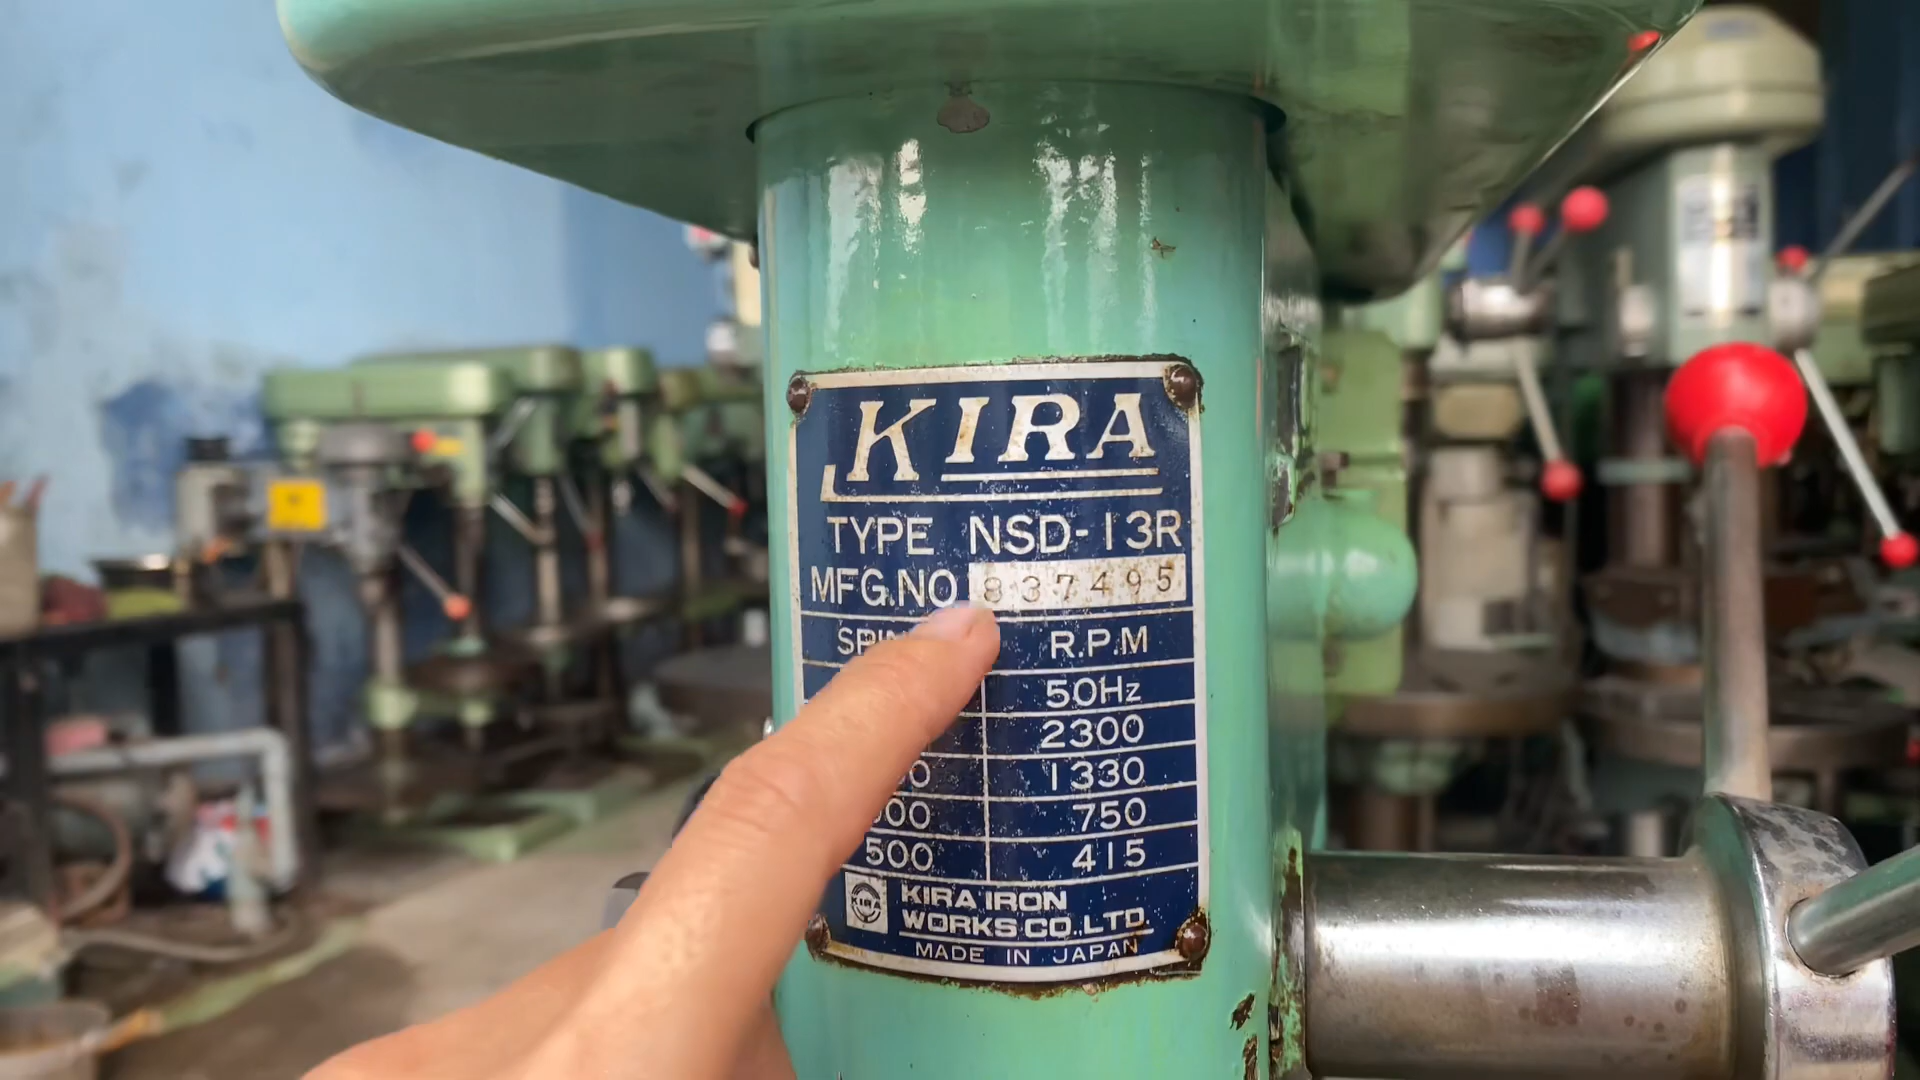 KIRA
TYPE NSD-13R
MFG.NO 837495
R.P.M
50Hz
2300
1330
750
500 415
KIRA
KIRA IRON
WORKS CO.,LTD.
MADE IN JAPAN